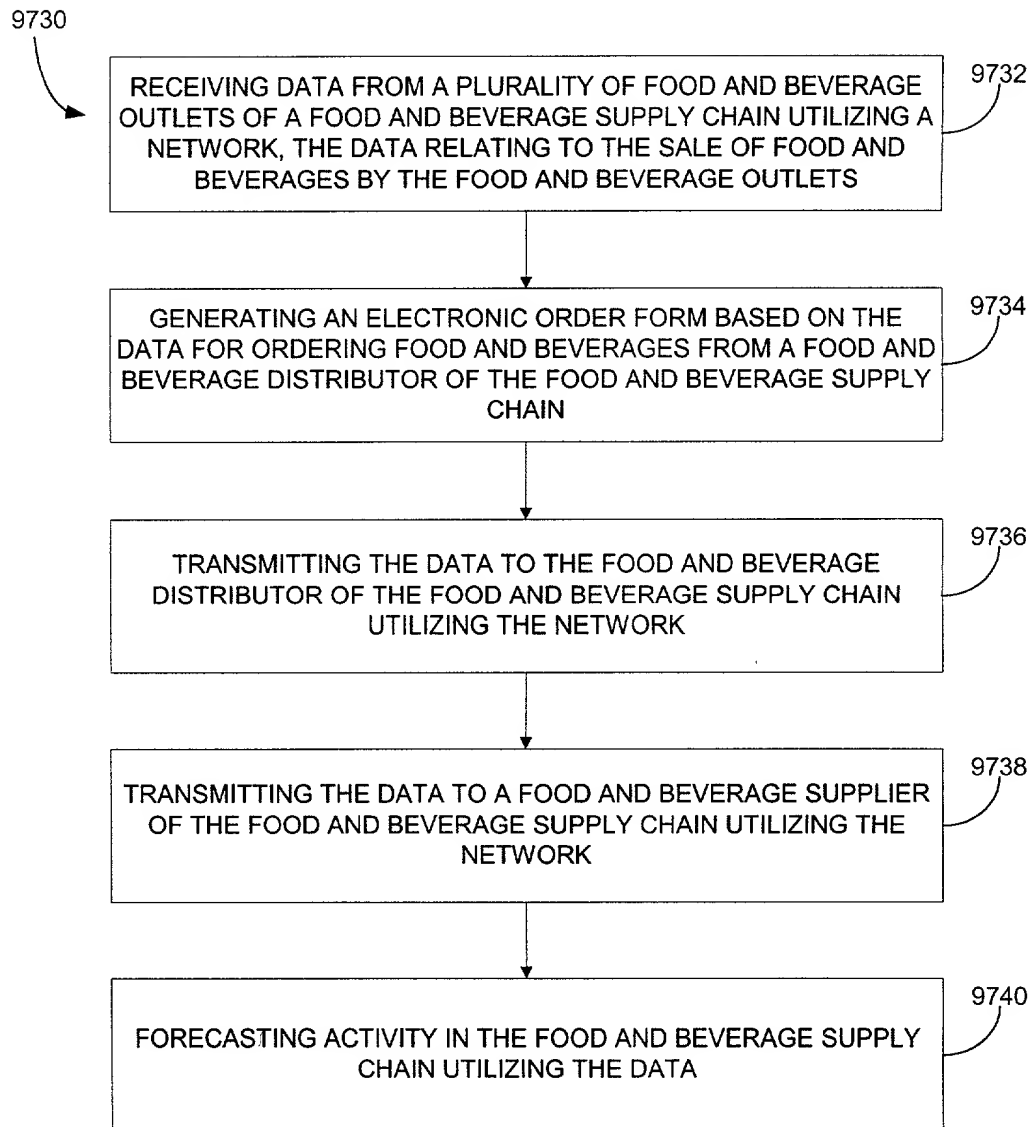 9730
RECEIVING DATA FROM A PLURALITY OF FOOD AND BEVERAGE
OUTLETS OF A FOOD AND BEVERAGE SUPPLY CHAIN UTILIZING A
NETWORK, THE DATA RELATING TO THE SALE OF FOOD AND
BEVERAGES BY THE FOOD AND BEVERAGE OUTLETS
9732
GENERATING AN ELECTRONIC ORDER FORM BASED ON THE
DATA FOR ORDERING FOOD AND BEVERAGES FROM A FOOD AND
BEVERAGE DISTRIBUTOR OF THE FOOD AND BEVERAGE SUPPLY
CHAIN
9734
TRANSMITTING THE DATA TO THE FOOD AND BEVERAGE
DISTRIBUTOR OF THE FOOD AND BEVERAGE SUPPLY CHAIN
UTILIZING THE NETWORK
9736
TRANSMITTING THE DATA TO A FOOD AND BEVERAGE SUPPLIER
OF THE FOOD AND BEVERAGE SUPPLY CHAIN UTILIZING THE
NETWORK
9738
FORECASTING ACTIVITY IN THE FOOD AND BEVERAGE SUPPLY
CHAIN UTILIZING THE DATA
9740